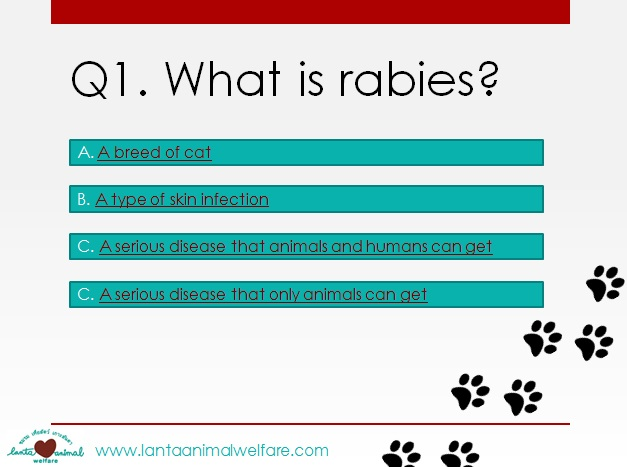 Q1. What is rabies?
A. A breed of cat
B. A type of skin infection
C. A serious disease that animals and humans can get
C. A serious disease that only animals can get
lanta animal
welfare
www.lantaanimalwelfare.com